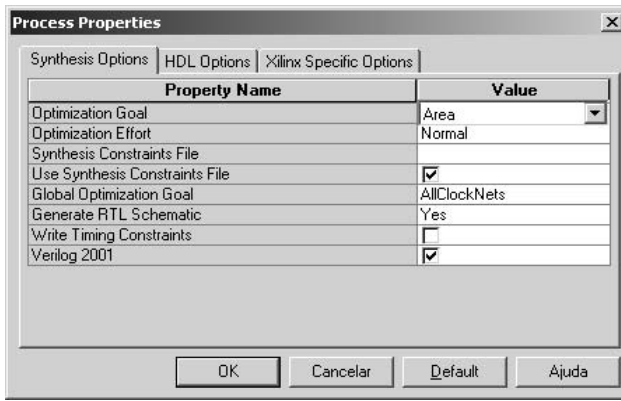 Process Properties
Synthesis Options HDL Options Xilinx Specific Options
Property Name Value
Optimization Goal Area
Optimization Effort Normal
Synthesis Constraints File
Use Synthesis Constraints File
Global Optimization Goal AllClockNets
Generate RTL Schematic Yes
Write Timing Constraints
Verilog 2001
OK Cancelar Default Ajuda